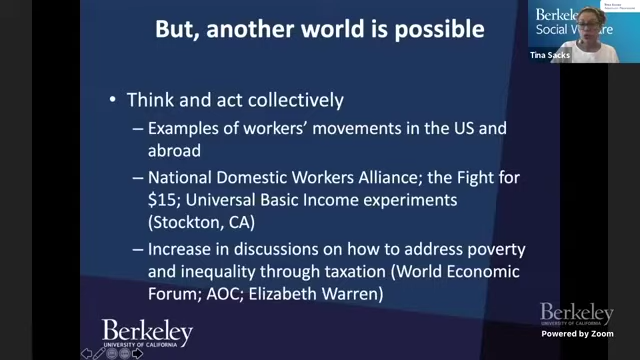 But, another world is possible
• Think and act collectively
– Examples of workers' movements in the US and
abroad
– National Domestic Workers Alliance; the Fight for
$15; Universal Basic Income experiments
(Stockton, CA)
– Increase in discussions on how to address poverty
and inequality through taxation (World Economic
Forum; AOC; Elizabeth Warren)
Berkeley
UNIVERSITY OF CALIFORNIA
Berkeley
Social
Tina Sacks
Berkeley
UNIVERSITY OF CALIFORNIA
Powered by Zoom